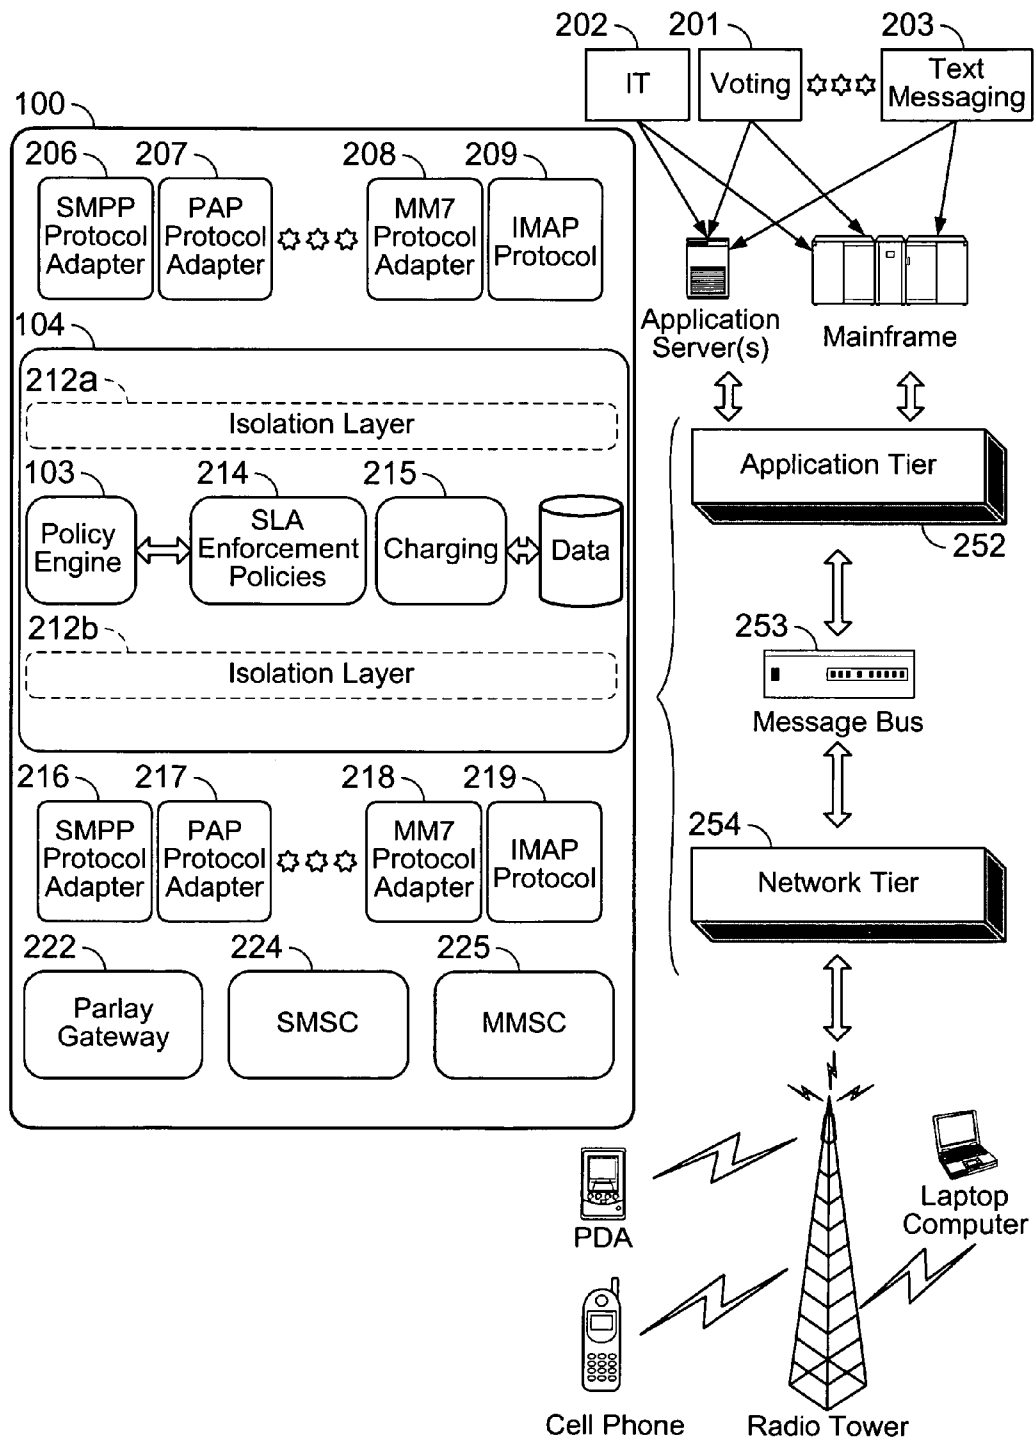 202
201
203
IT
Voting
Text
Messaging
100
206
207
208
209
SMPP
Protocol
Adapter
PAP
Protocol
Adapter
MM7
Protocol
Adapter
IMAP
Protocol
Application
Server(s)
Mainframe
104
212a
Isolation Layer
103
214
215
Policy
Engine
SLA
Enforcement
Policies
Charging
Data
212b
Isolation Layer
Application Tier
252
253
Message Bus
216
217
218
219
SMPP
Protocol
Adapter
PAP
Protocol
Adapter
MM7
Protocol
Adapter
IMAP
Protocol
254
Network Tier
222
224
225
Parlay
Gateway
SMSC
MMSC
PDA
Laptop
Computer
Cell Phone
Radio Tower